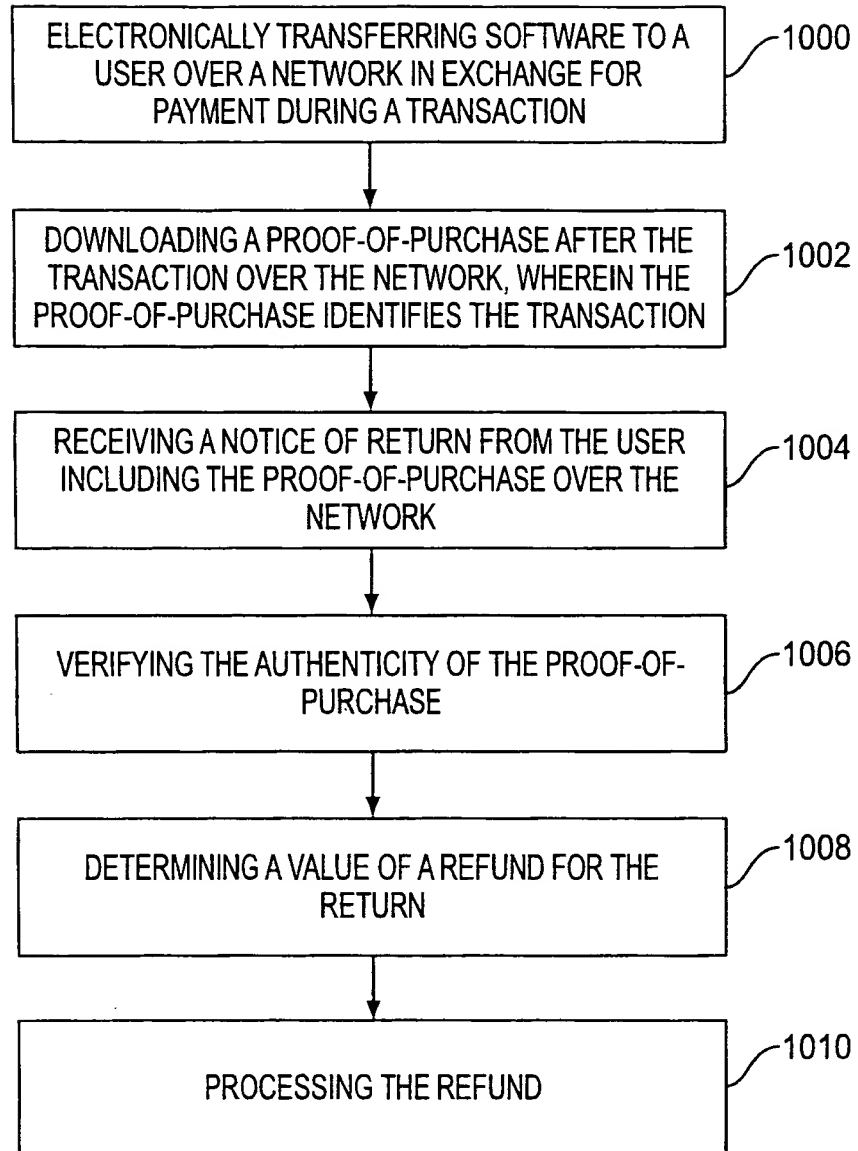 ELECTRONICALLY TRANSFERRING SOFTWARE TO A
USER OVER A NETWORK IN EXCHANGE FOR
PAYMENT DURING A TRANSACTION
1000
DOWNLOADING A PROOF-OF-PURCHASE AFTER THE
TRANSACTION OVER THE NETWORK, WHEREIN THE
PROOF-OF-PURCHASE IDENTIFIES THE TRANSACTION
1002
RECEIVING A NOTICE OF RETURN FROM THE USER
INCLUDING THE PROOF-OF-PURCHASE OVER THE
NETWORK
1004
VERIFYING THE AUTHENTICITY OF THE PROOF-OF-
PURCHASE
1006
DETERMINING A VALUE OF A REFUND FOR THE
RETURN
1008
PROCESSING THE REFUND
1010